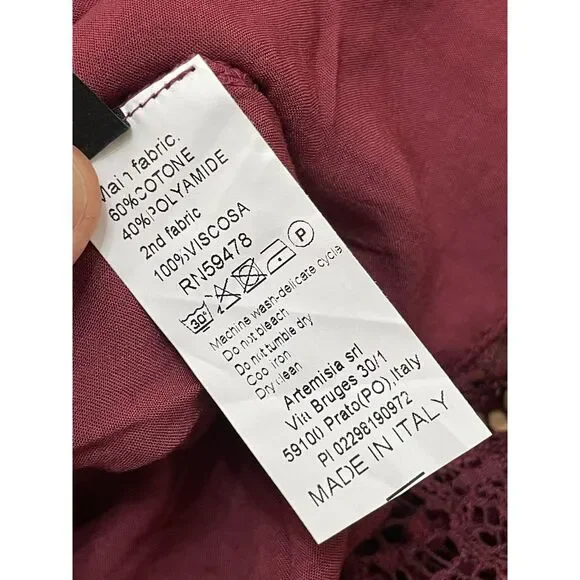 Main fabric:
60%COTONE
40%POLYAMIDE
2nd fabric
100%VISCOSA
RN59478
30° P
Machine wash-delicate cycle
Do not bleach
Do not tumble dry
Cool iron
Dry clean
Artemisia srl
Via Bruges 30/1
59100 Prato(PO),Italy
PI 02298190972
MADE IN ITALY